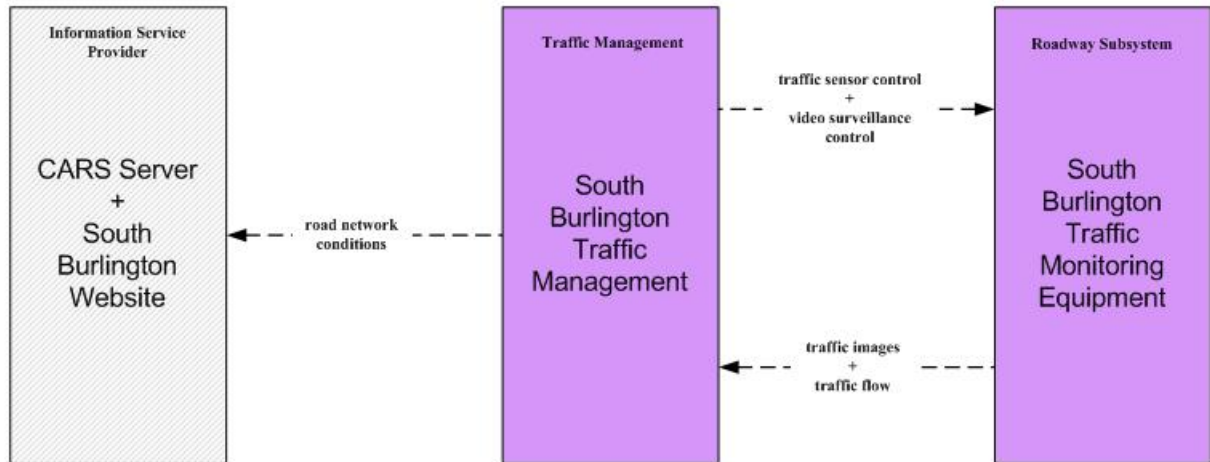 Information Service
Provider
CARS Server
+
South
Burlington
Website
road network
conditions
Traffic Management
South
Burlington
Traffic
Management
traffic sensor control
+
video surveillance
control
traffic images
+
traffic flow
Roadway Subsystem
South
Burlington
Traffic
Monitoring
Equipment